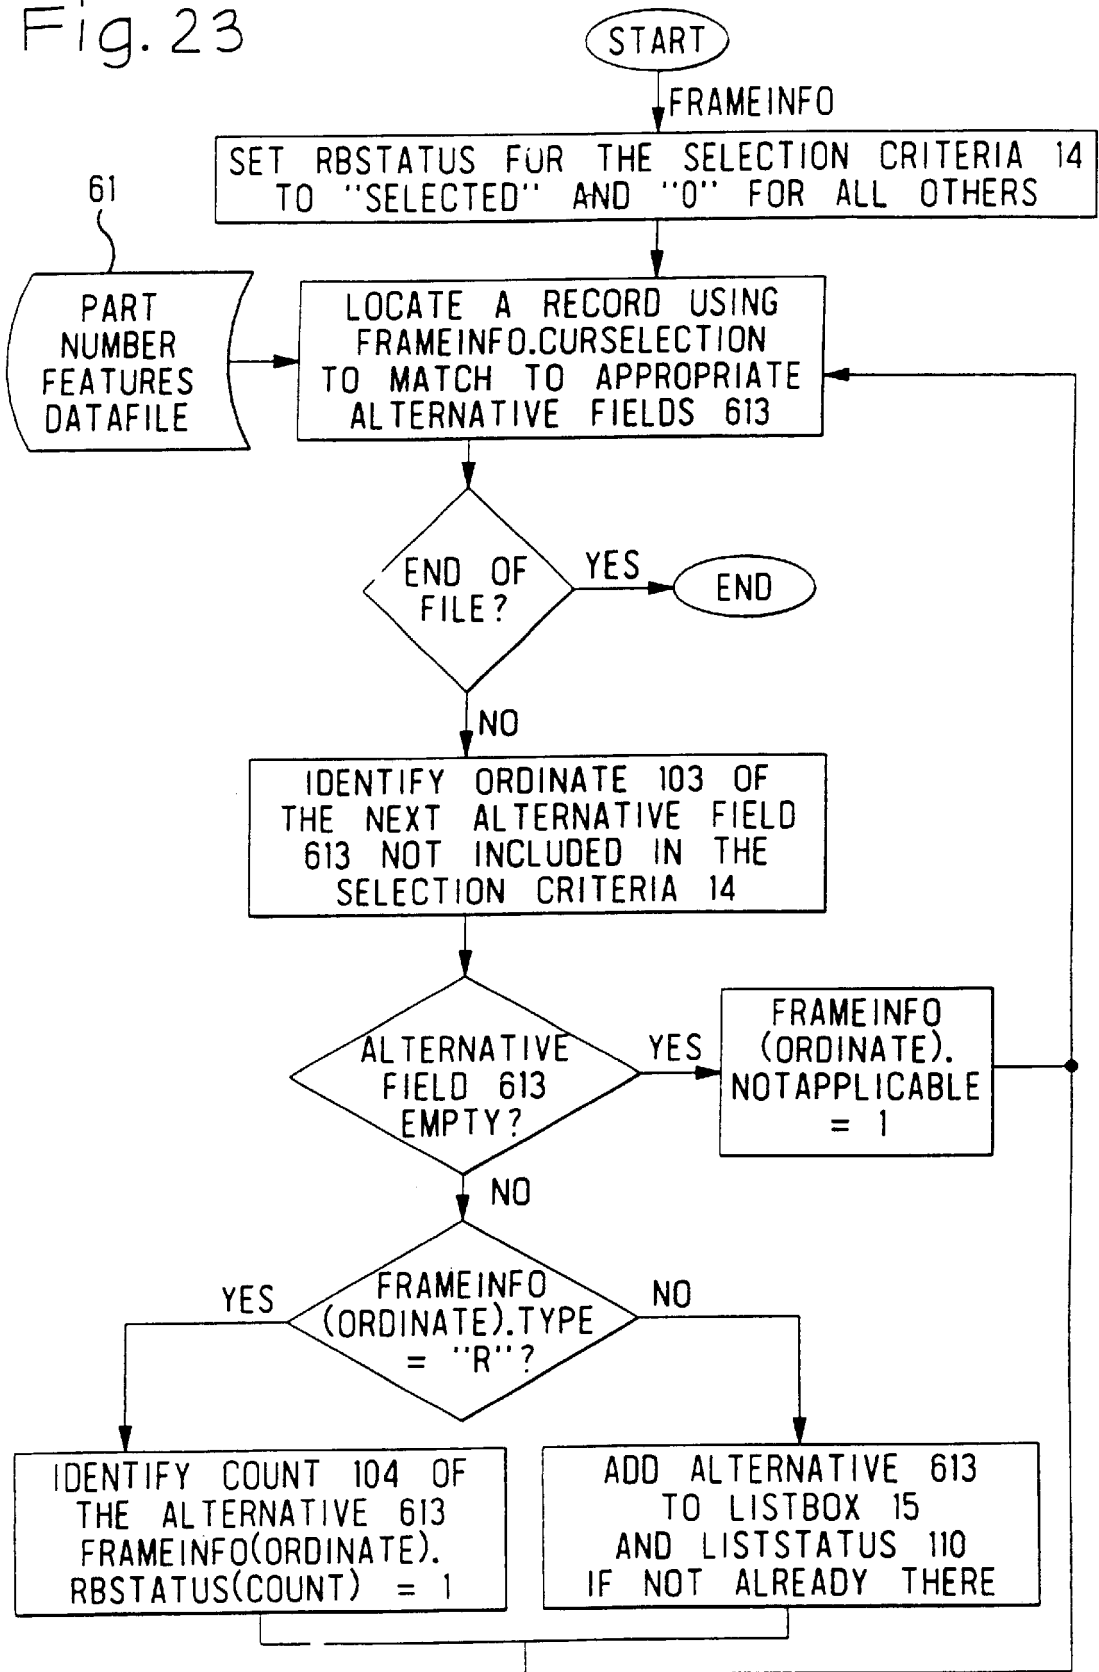 Fig. 23
START
FRAMEINFO
SET RBSTATUS FOR THE SELECTION CRITERIA 14
TO "SELECTED" AND "0" FOR ALL OTHERS
61
PART
NUMBER
FEATURES
DATAFILE
LOCATE A RECORD USING
FRAMEINFO.CURSELECTION
TO MATCH TO APPROPRIATE
ALTERNATIVE FIELDS 613
END OF
FILE?
YES
END
NO
IDENTIFY ORDINATE 103 OF
THE NEXT ALTERNATIVE FIELD
613 NOT INCLUDED IN THE
SELECTION CRITERIA 14
ALTERNATIVE
FIELD 613
EMPTY?
YES
FRAMEINFO
(ORDINATE).
NOTAPPLICABLE
= 1
NO
FRAMEINFO
(ORDINATE).TYPE
= "R"?
YES
NO
IDENTIFY COUNT 104 OF
THE ALTERNATIVE 613
FRAMEINFO(ORDINATE).
RBSTATUS(COUNT) = 1
ADD ALTERNATIVE 613
TO LISTBOX 15
AND LISTSTATUS 110
IF NOT ALREADY THERE